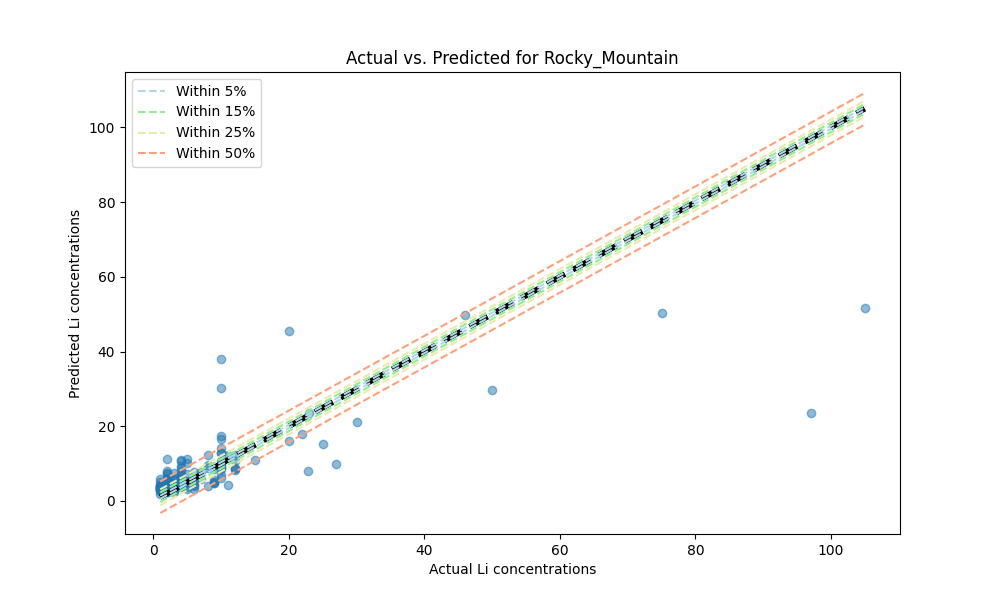 Actual vs. Predicted for Rocky_Mountain
Within 5%
Within 15%
Within 25%
Within 50%
Predicted Li concentrations
100
80
60
40
20
0
0 20 40 60 80 100
Actual Li concentrations